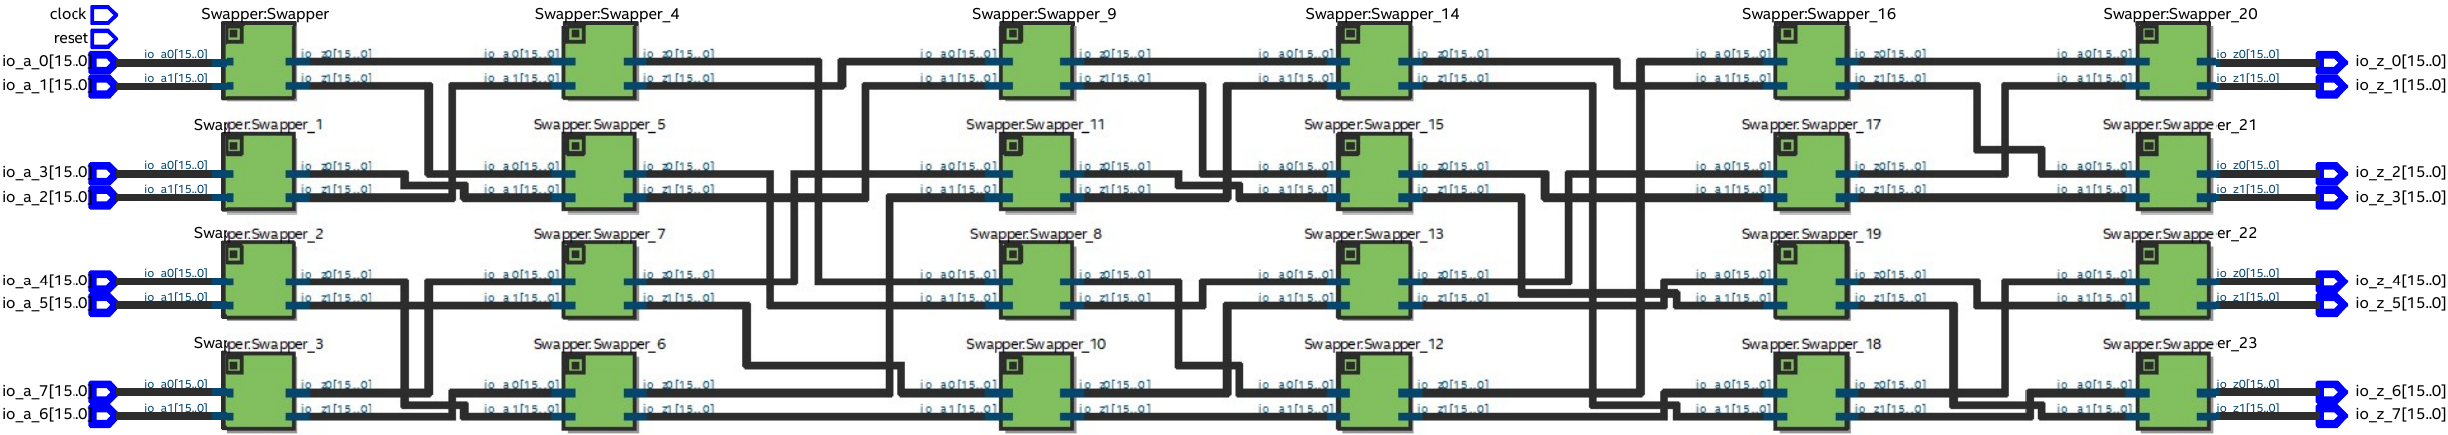 clock Swapper:Swapper Swapper:Swapper_4 Swapper:Swapper_9 Swapper:Swapper_14 Swapper:Swapper_16 Swapper:Swapper_20
reset
io_a_0[15..0] io_a0[15..0] io_z0[15..0] io_a0[15..0] io_z0[15..0] io_a0[15..0] io_z0[15..0] io_a0[15..0] io_z0[15..0] io_a0[15..0] io_z0[15..0] io_a0[15..0] io_z0[15..0] io_z_0[15..0]
io_a_1[15..0] io_a1[15..0] io_z1[15..0] io_a1[15..0] io_z1[15..0] io_a1[15..0] io_z1[15..0] io_a1[15..0] io_z1[15..0] io_a1[15..0] io_z1[15..0] io_a1[15..0] io_z1[15..0] io_z_1[15..0]
Swapper:Swapper_1 Swapper:Swapper_5 Swapper:Swapper_11 Swapper:Swapper_15 Swapper:Swapper_17 Swapper:Swapper_21
io_a_3[15..0] io_a0[15..0] io_z0[15..0] io_a0[15..0] io_z0[15..0] io_a0[15..0] io_z0[15..0] io_a0[15..0] io_z0[15..0] io_a0[15..0] io_z0[15..0] io_a0[15..0] io_z0[15..0] io_z_2[15..0]
io_a_2[15..0] io_a1[15..0] io_z1[15..0] io_a1[15..0] io_z1[15..0] io_a1[15..0] io_z1[15..0] io_a1[15..0] io_z1[15..0] io_a1[15..0] io_z1[15..0] io_a1[15..0] io_z1[15..0] io_z_3[15..0]
Swapper:Swapper_2 Swapper:Swapper_7 Swapper:Swapper_8 Swapper:Swapper_13 Swapper:Swapper_19 Swapper:Swapper_22
io_a_4[15..0] io_a0[15..0] io_z0[15..0] io_a0[15..0] io_z0[15..0] io_a0[15..0] io_z0[15..0] io_a0[15..0] io_z0[15..0] io_a0[15..0] io_z0[15..0] io_a0[15..0] io_z0[15..0] io_z_4[15..0]
io_a_5[15..0] io_a1[15..0] io_z1[15..0] io_a1[15..0] io_z1[15..0] io_a1[15..0] io_z1[15..0] io_a1[15..0] io_z1[15..0] io_a1[15..0] io_z1[15..0] io_a1[15..0] io_z1[15..0] io_z_5[15..0]
Swapper:Swapper_3 Swapper:Swapper_6 Swapper:Swapper_10 Swapper:Swapper_12 Swapper:Swapper_18 Swapper:Swapper_23
io_a_7[15..0] io_a0[15..0] io_z0[15..0] io_a0[15..0] io_z0[15..0] io_a0[15..0] io_z0[15..0] io_a0[15..0] io_z0[15..0] io_a0[15..0] io_z0[15..0] io_a0[15..0] io_z0[15..0] io_z_6[15..0]
io_a_6[15..0] io_a1[15..0] io_z1[15..0] io_a1[15..0] io_z1[15..0] io_a1[15..0] io_z1[15..0] io_a1[15..0] io_z1[15..0] io_a1[15..0] io_z1[15..0] io_a1[15..0] io_z1[15..0] io_z_7[15..0]